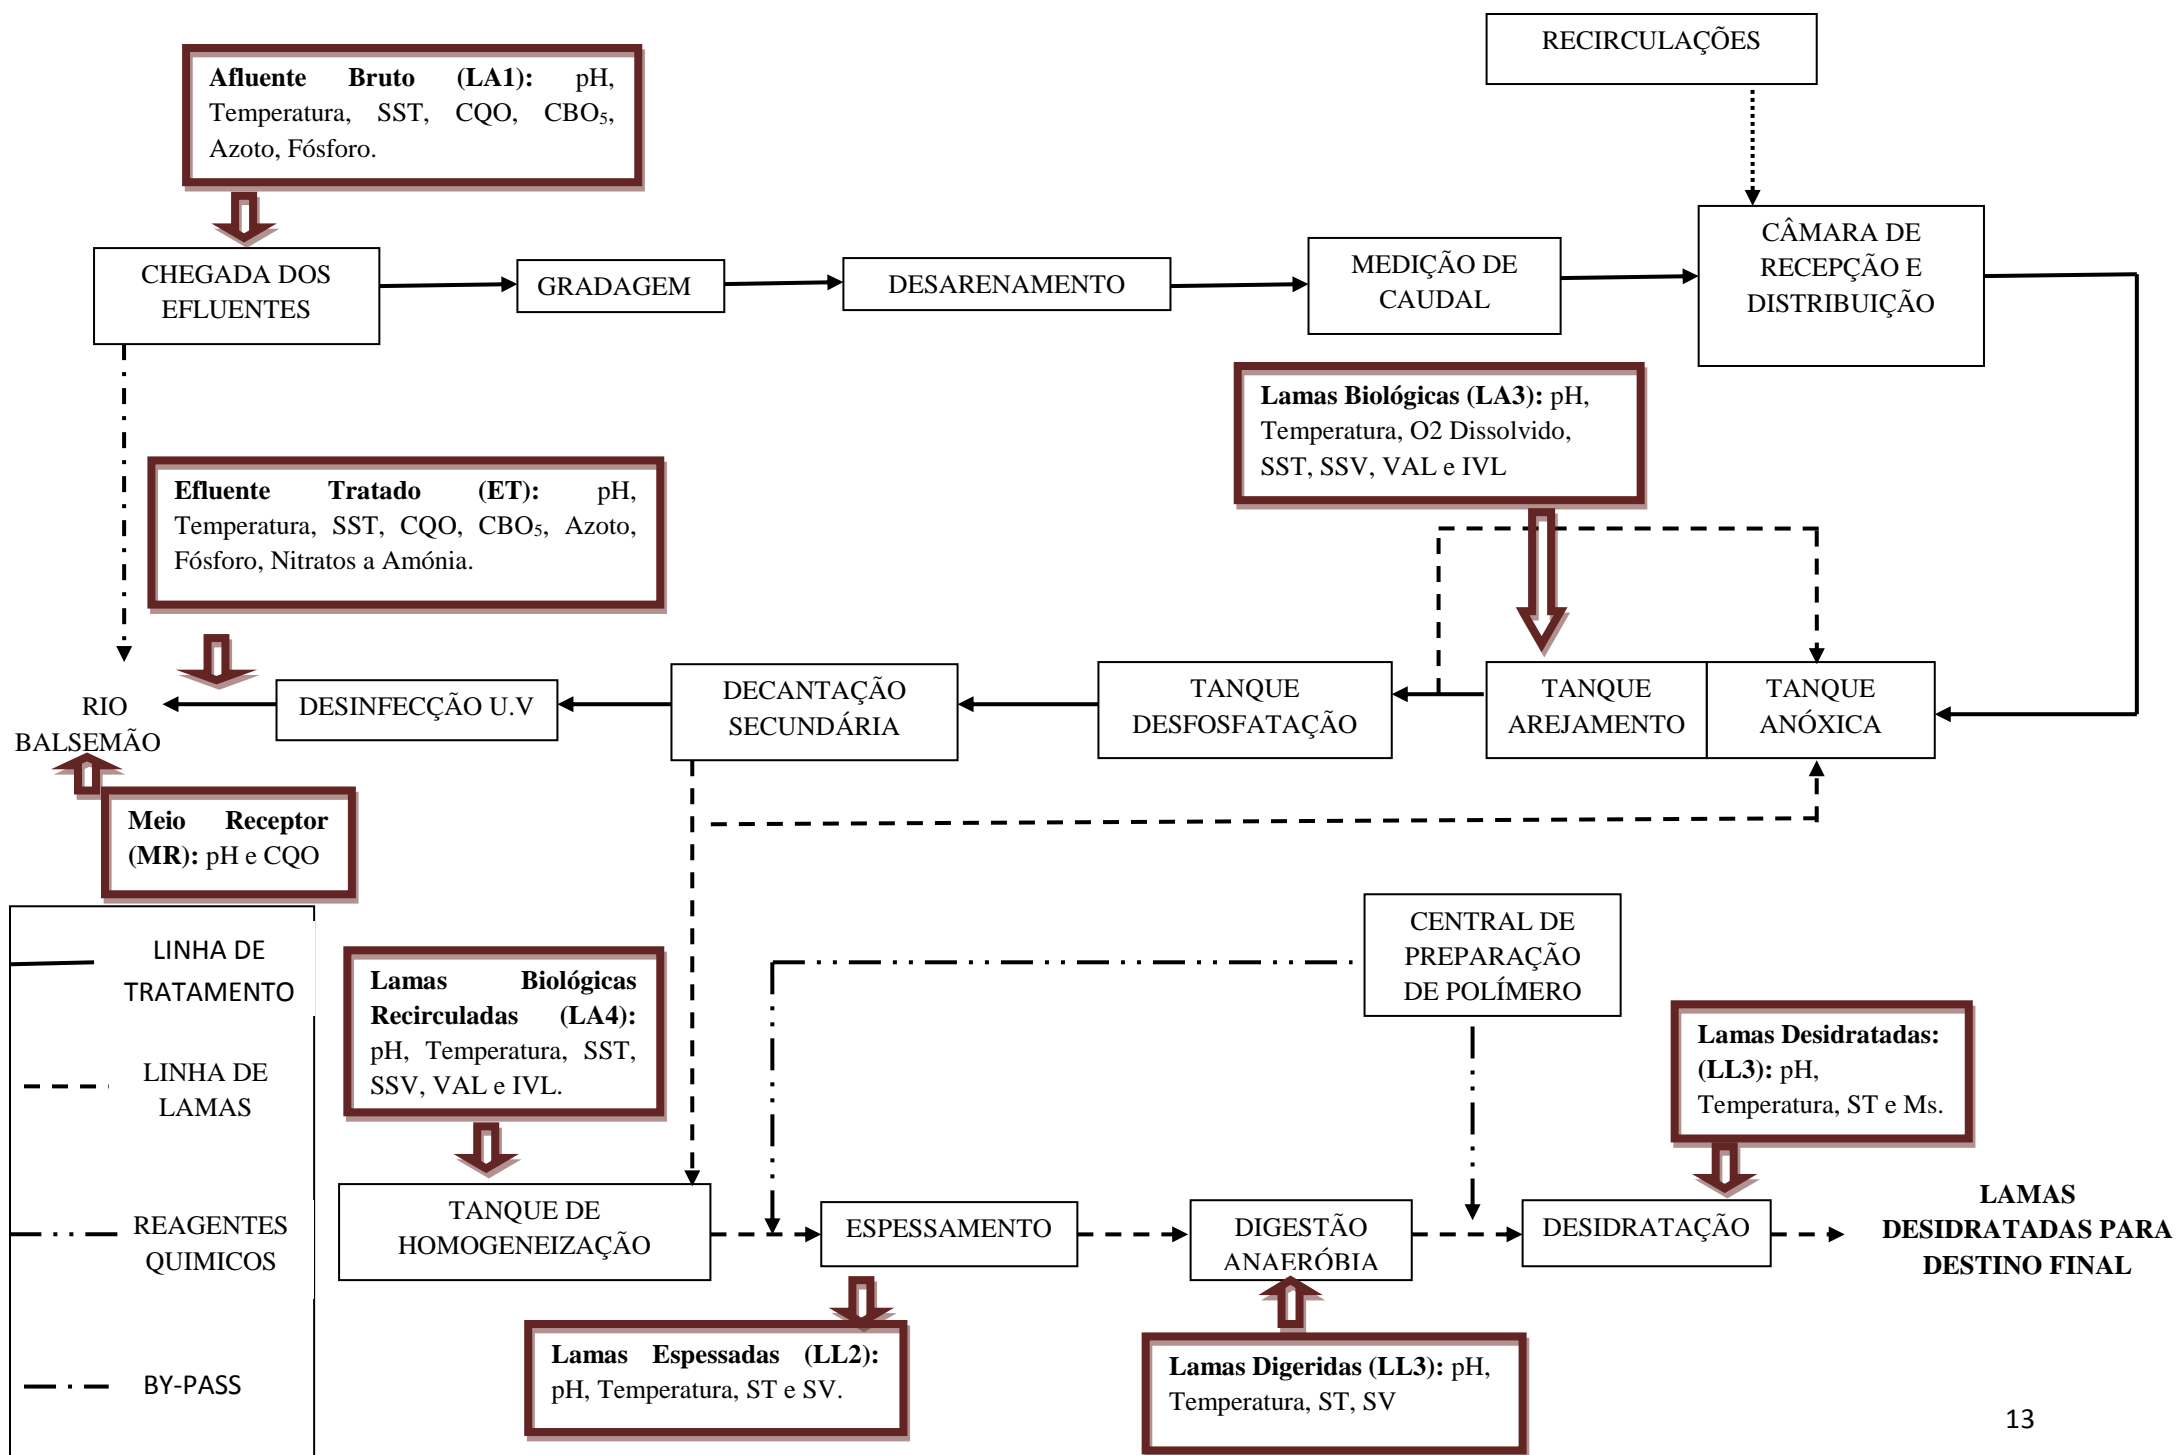 RECIRCULAÇÕES
Afluente Bruto (LA1): pH,
Temperatura, SST, CQO, CBO₅,
Azoto, Fósforo.
CHEGADA DOS
EFLUENTES
GRADAGEM
DESARENAMENTO
MEDIÇÃO DE
CAUDAL
CÂMARA DE
RECEPÇÃO E
DISTRIBUIÇÃO
Lamas Biológicas (LA3): pH,
Temperatura, O2 Dissolvido,
SST, SSV, VAL e IVL
Efluente Tratado (ET): pH,
Temperatura, SST, CQO, CBO₅, Azoto,
Fósforo, Nitratos a Amónia.
RIO
BALSEMÃO
DESINFECÇÃO U.V
DECANTAÇÃO
SECUNDÁRIA
TANQUE
DESFOSFATAÇÃO
TANQUE
AREJAMENTO
TANQUE
ANÓXICA
Meio Receptor
(MR): pH e CQO
LINHA DE
TRATAMENTO
LINHA DE
LAMAS
REAGENTES
QUIMICOS
BY-PASS
Lamas Biológicas
Recirculadas (LA4):
pH, Temperatura, SST,
SSV, VAL e IVL.
CENTRAL DE
PREPARAÇÃO
DE POLÍMERO
Lamas Desidratadas:
(LL3): pH,
Temperatura, ST e Ms.
TANQUE DE
HOMOGENEIZAÇÃO
ESPESSAMENTO
DIGESTÃO
ANAERÓBIA
DESIDRATAÇÃO
LAMAS
DESIDRATADAS PARA
DESTINO FINAL
Lamas Espessadas (LL2):
pH, Temperatura, ST e SV.
Lamas Digeridas (LL3): pH,
Temperatura, ST, SV
13